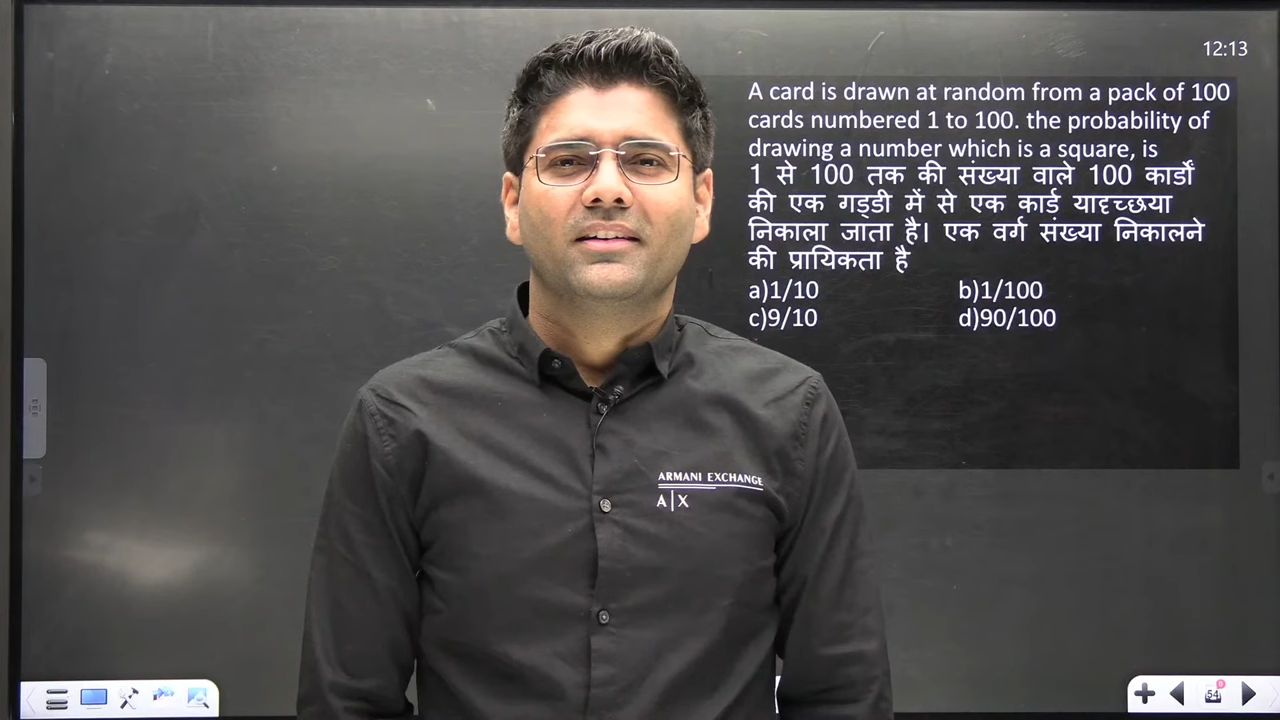 12:13
A card is drawn at random from a pack of 100
cards numbered 1 to 100. the probability of
drawing a number which is a square, is
1 से 100 तक की संख्या वाले 100 कार्डों
की एक गड्डी में से एक कार्ड यादृच्छया
निकाला जाता है। एक वर्ग संख्या निकालने
की प्रायिकता है
a)1/10 b)1/100
c)9/10 d)90/100
ARMANI EXCHANGE
A|X
54